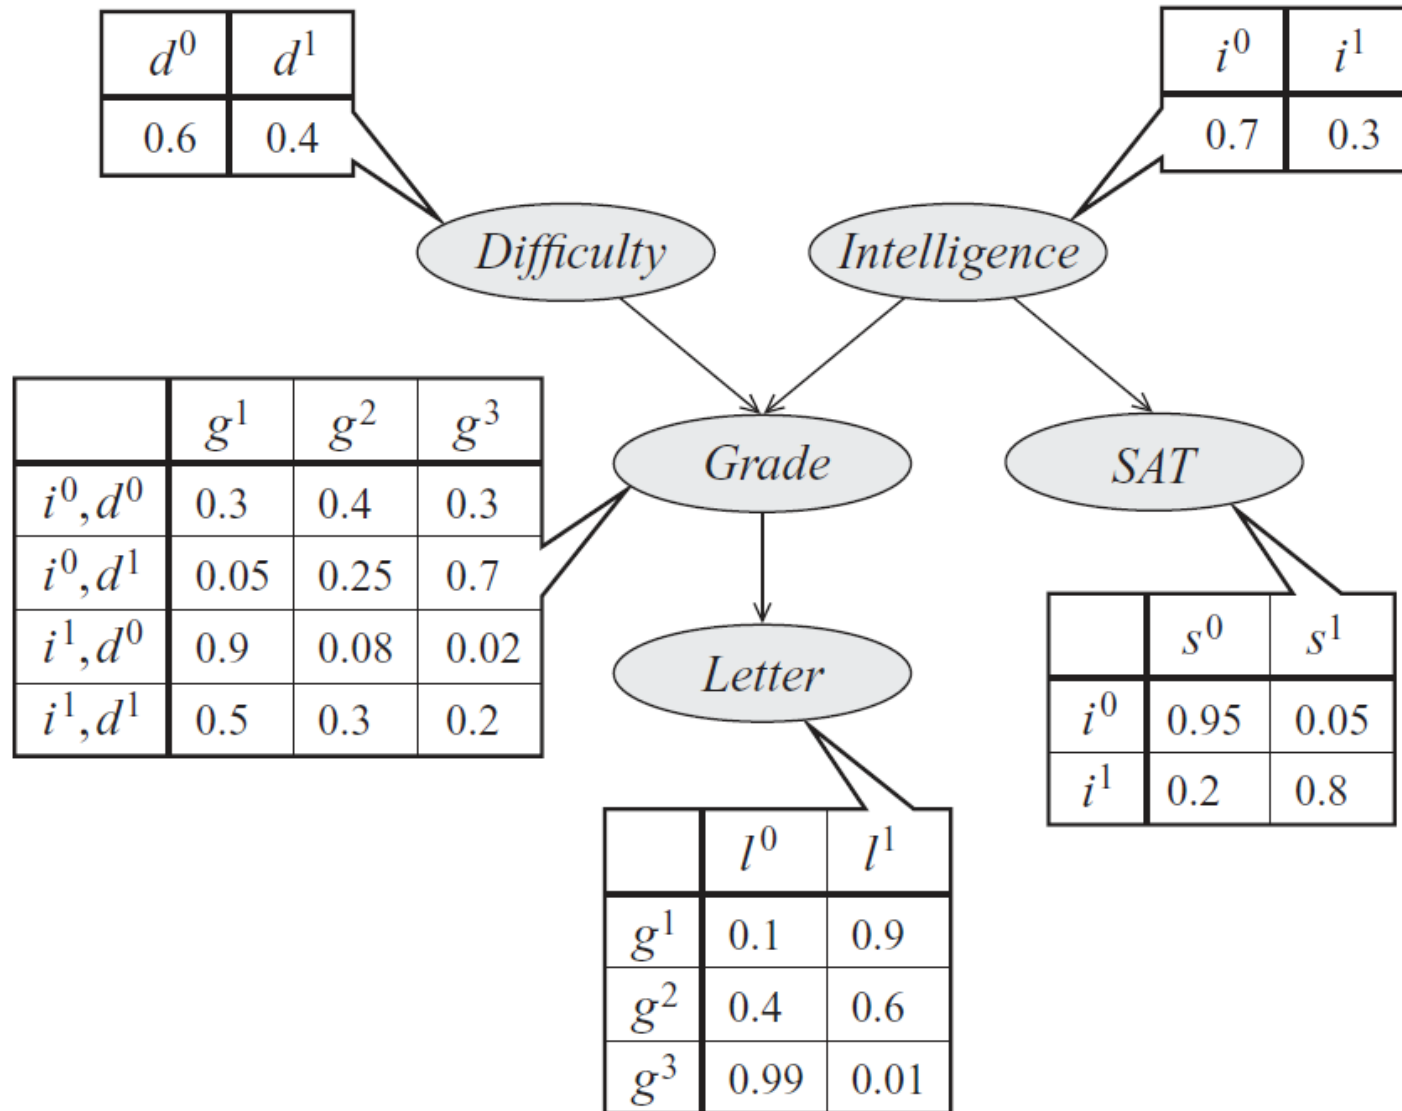 d⁰ d¹
0.6 0.4
i⁰ i¹
0.7 0.3
Difficulty
Intelligence
g¹ g² g³
i⁰,d⁰ 0.3 0.4 0.3
i⁰,d¹ 0.05 0.25 0.7
i¹,d⁰ 0.9 0.08 0.02
i¹,d¹ 0.5 0.3 0.2
Grade
SAT
Letter
s⁰ s¹
i⁰ 0.95 0.05
i¹ 0.2 0.8
l⁰ l¹
g¹ 0.1 0.9
g² 0.4 0.6
g³ 0.99 0.01